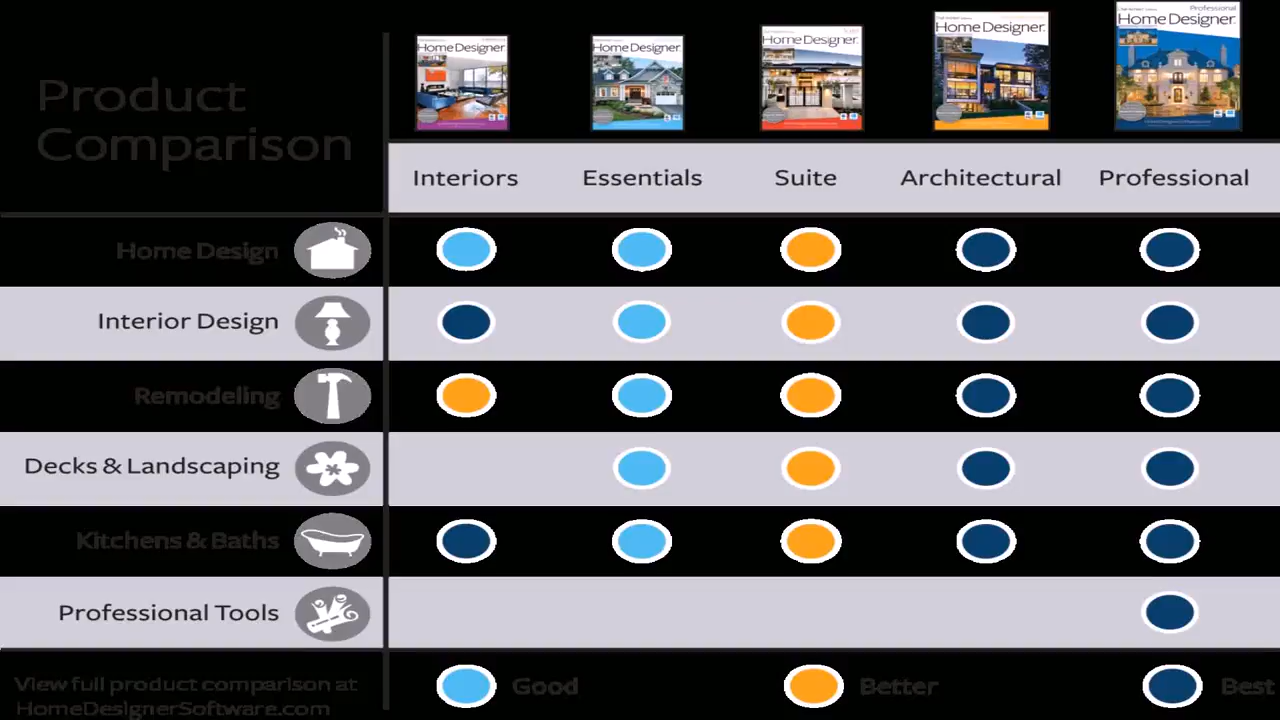 Product
Comparison
Home Designer
Home Designer
Home Designer
Home Designer
Professional
Home Designer
Interiors
Essentials
Suite
Architectural
Professional
Home Design
Interior Design
Remodeling
Decks & Landscaping
Kitchens & Baths
Professional Tools
View full product comparison at
HomeDesignerSoftware.com
Good
Better
Best